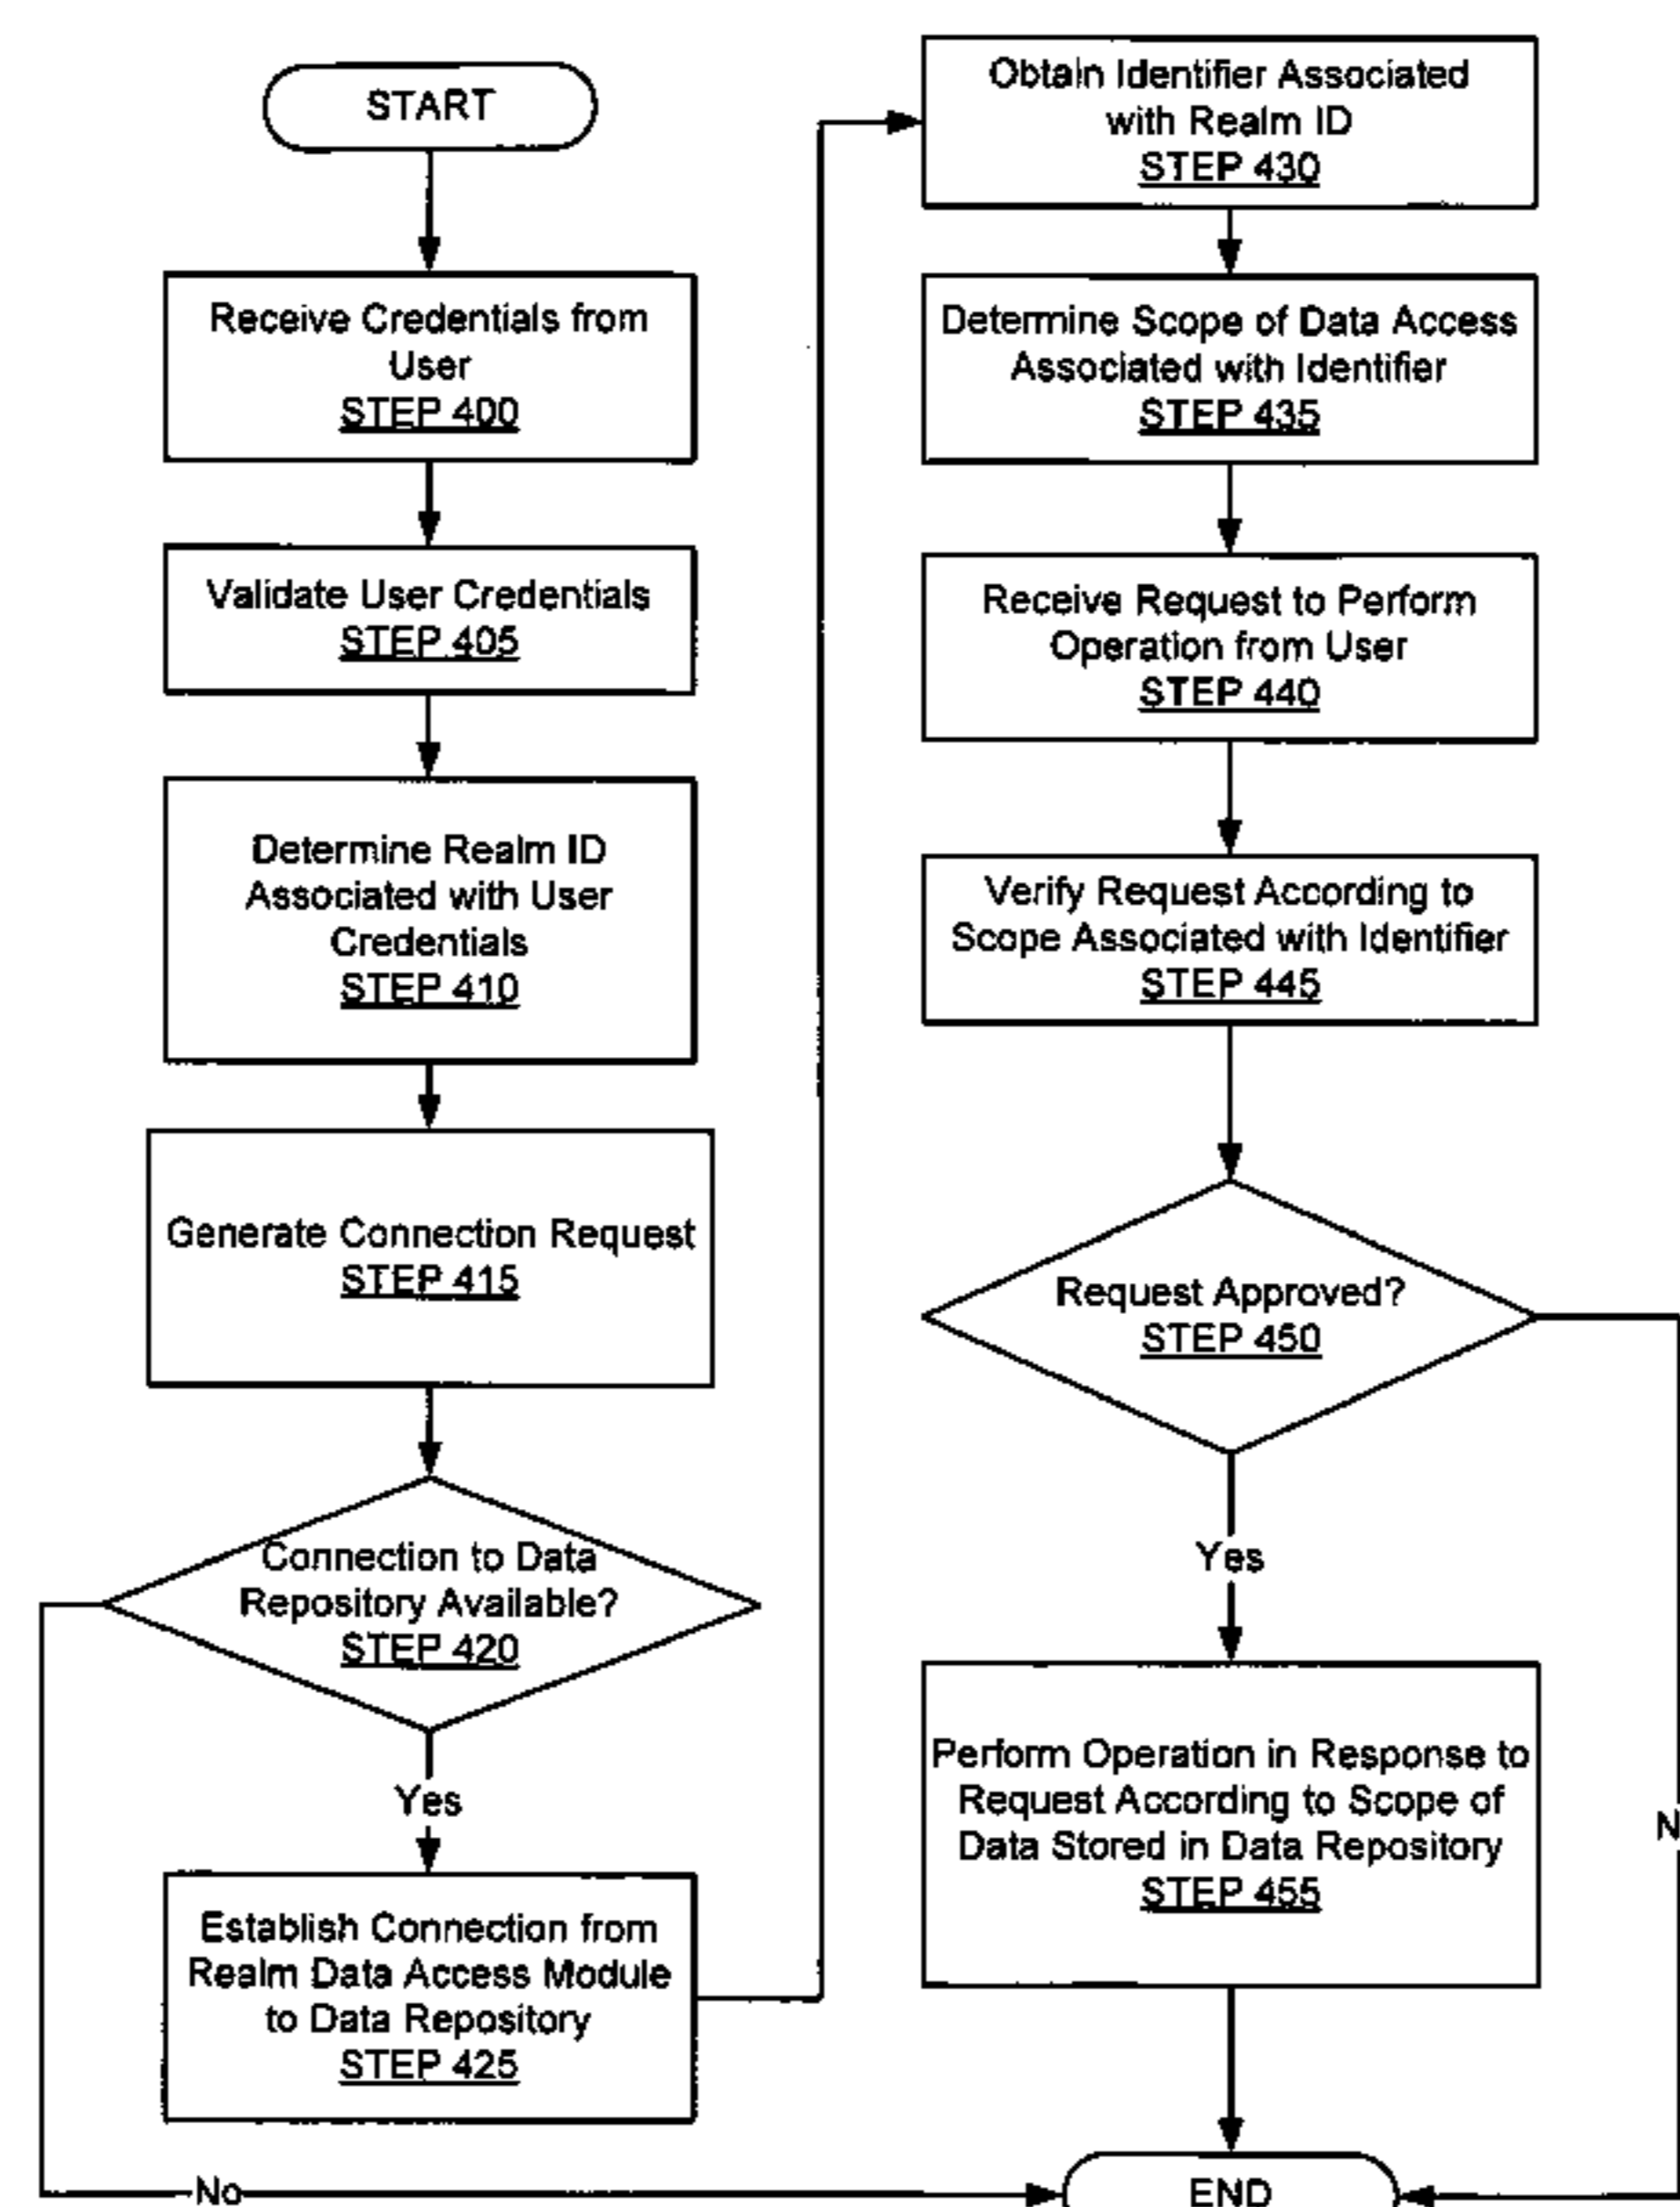 START
Receive Credentials from
User
STEP 400
Validate User Credentials
STEP 405
Determine Realm ID
Associated with User
Credentials
STEP 410
Generate Connection Request
STEP 415
Connection to Data
Repository Available?
STEP 420
Yes
Establish Connection from
Realm Data Access Module
to Data Repository
STEP 425
No
Obtain Identifier Associated
with Realm ID
STEP 430
Determine Scope of Data Access
Associated with Identifier
STEP 435
Receive Request to Perform
Operation from User
STEP 440
Verify Request According to
Scope Associated with Identifier
STEP 445
Request Approved?
STEP 450
Yes
Perform Operation in Response to
Request According to Scope of
Data Stored in Data Repository
STEP 455
END